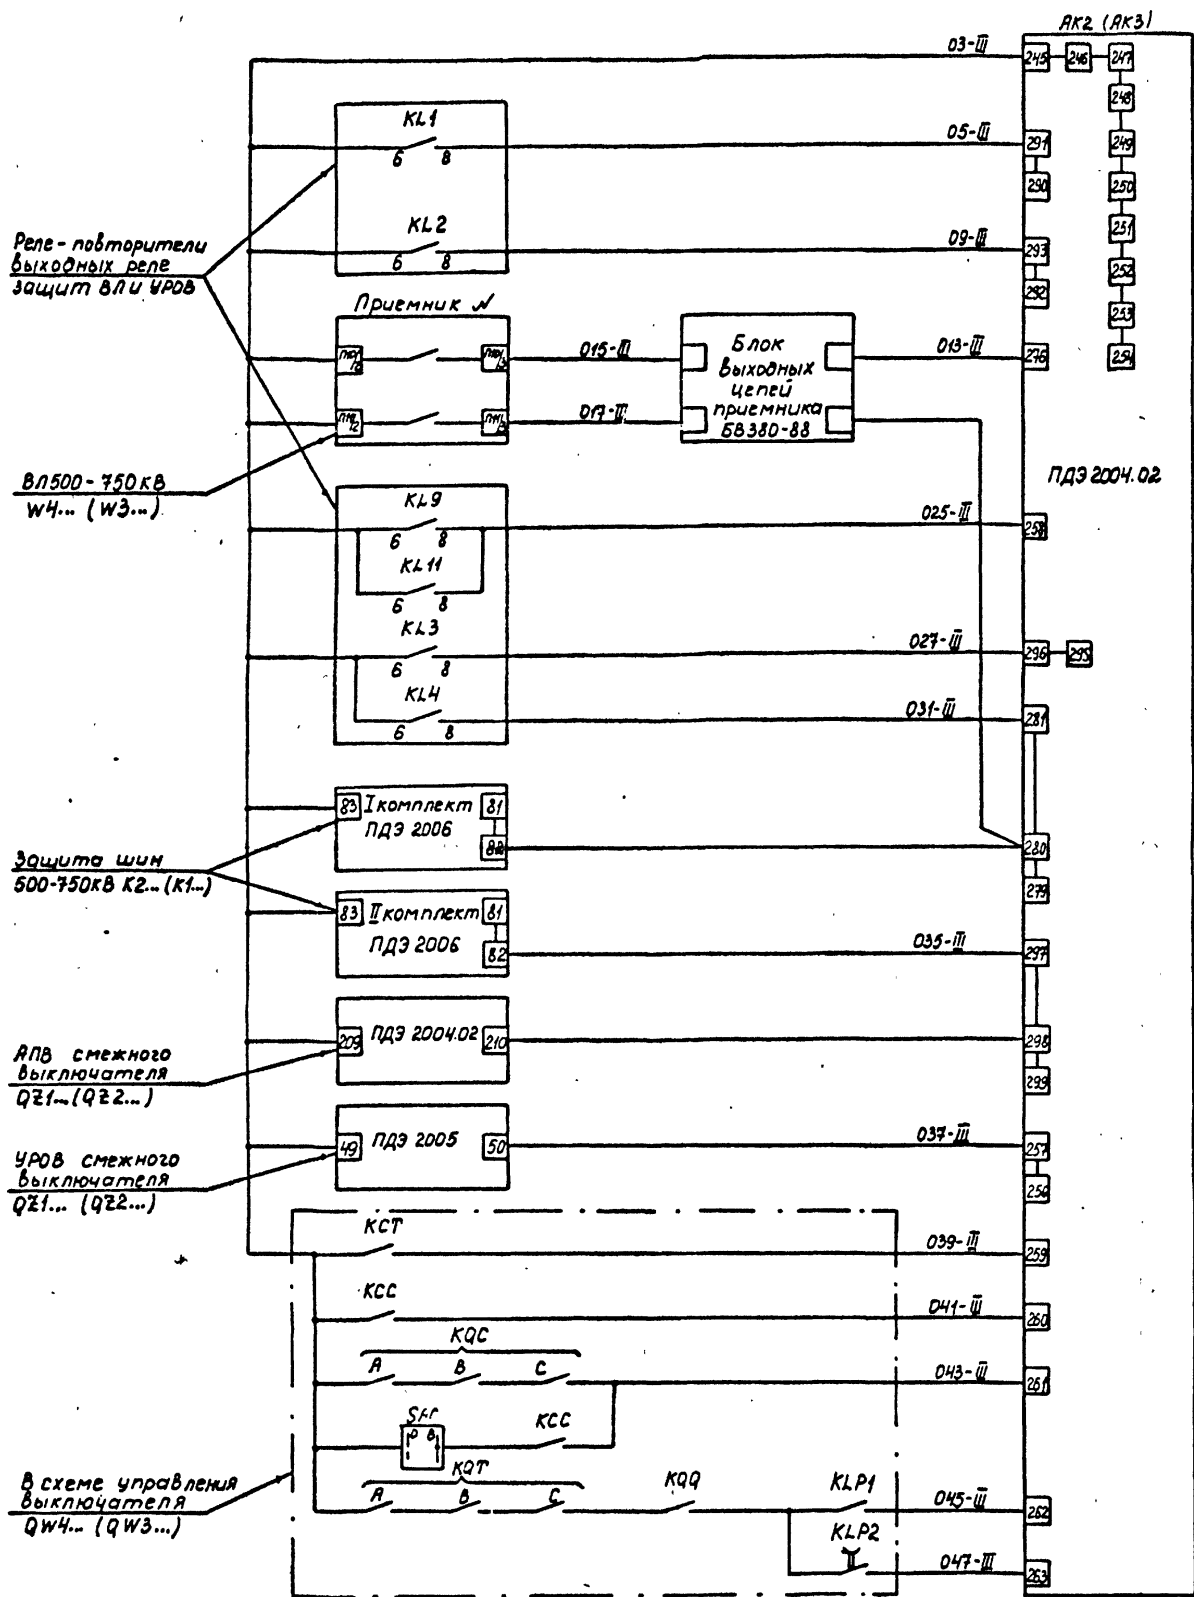 АК2 (АК3)
03-III
245 246 247
248
KL1
05-III
291
249
6 8
290
250
KL2
09-III
293
251
6 8
292
252
Реле-повторители
выходных реле
защит ВЛ и УРОВ
253
Приемник N
015-III
Блок
выходных
цепей
приемника
БВ380-88
013-III
276
254
017-III
ВЛ500-750кВ
W4... (W3...)
ПДЭ 2004.02
KL9
025-III
6 8
KL11
6 8
KL3
027-III
296 295
6 8
KL4
031-III
281
6 8
83 I комплект 81
ПДЭ 2006
82
280
Защита шин
500-750кВ К2... (К1...)
279
83 II комплект 81
ПДЭ 2006
82
035-III
297
209 ПДЭ 2004.02 210
298
АПВ смежного
выключателя
QZ1...(QZ2...)
299
49 ПДЭ 2005 50
037-III
257
УРОВ смежного
выключателя
QZ1... (QZ2...)
256
KCT
039-III
259
KCC
041-III
260
KQC
A B C
043-III
261
KCC
В схеме управления
выключателя
QW4... (QW3...)
KQT
A B C
KQQ
KLP1
045-III
262
KLP2
047-III
263